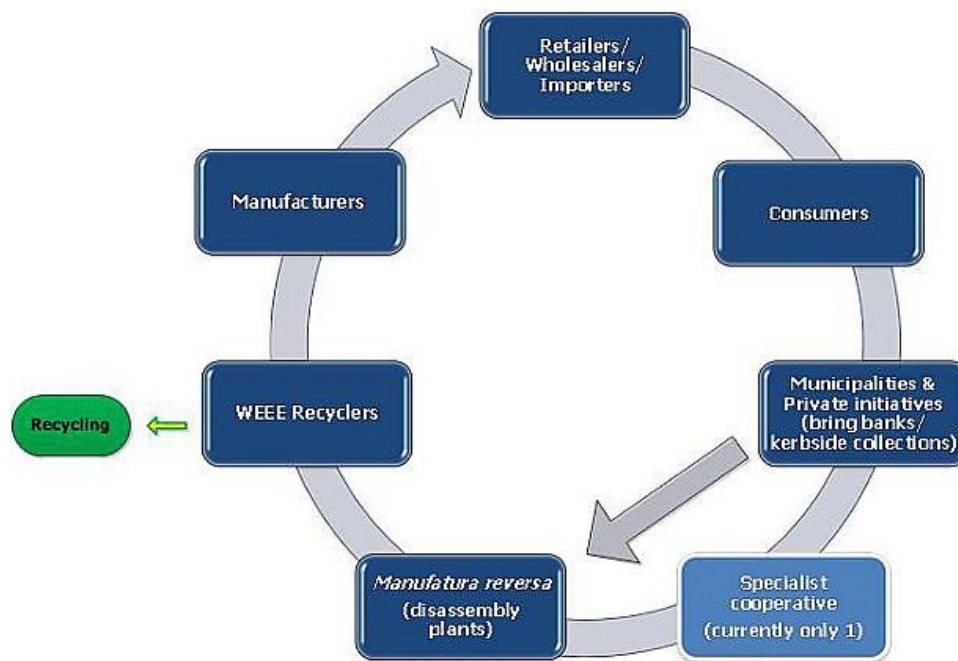 Retailers/
Wholesalers/
Importers
Manufacturers
Consumers
WEEE Recyclers
Recycling
Municipalities &
Private initiatives
(bring banks/
kerbside collections)
Manufatura reversa
(disassembly
plants)
Specialist
cooperative
(currently only 1)